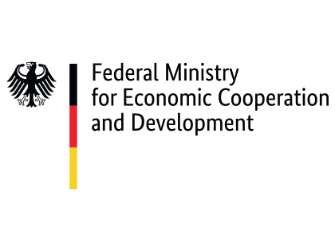 Federal Ministry
for Economic Cooperation
and Development